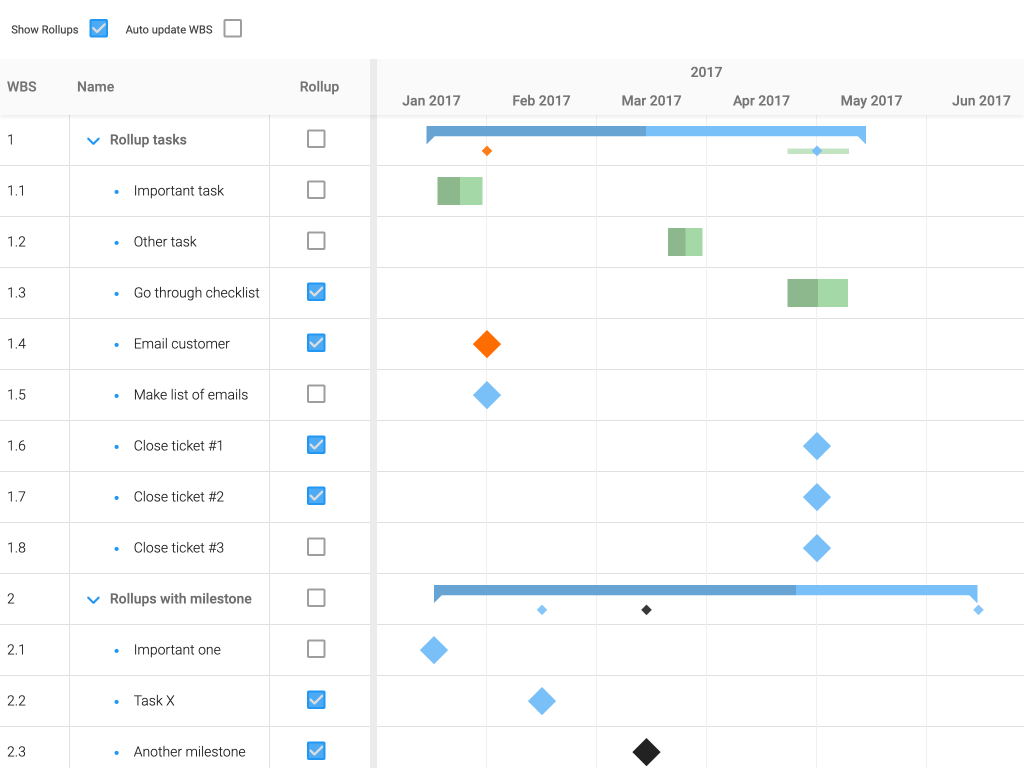 Show Rollups Auto update WBS
WBS Name Rollup 2017
Jan 2017 Feb 2017 Mar 2017 Apr 2017 May 2017 Jun 2017
1 Rollup tasks
1.1 Important task
1.2 Other task
1.3 Go through checklist
1.4 Email customer
1.5 Make list of emails
1.6 Close ticket #1
1.7 Close ticket #2
1.8 Close ticket #3
2 Rollups with milestone
2.1 Important one
2.2 Task X
2.3 Another milestone